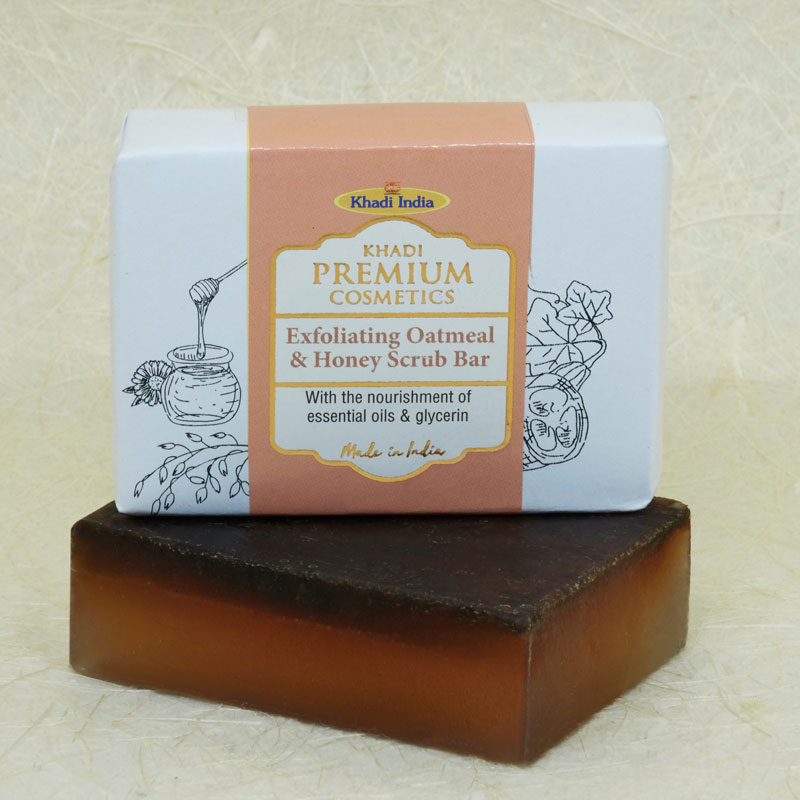 Khadi India
KHADI
PREMIUM
COSMETICS
Exfoliating Oatmeal
& Honey Scrub Bar
With the nourishment of
essential oils & glycerin
Made in India